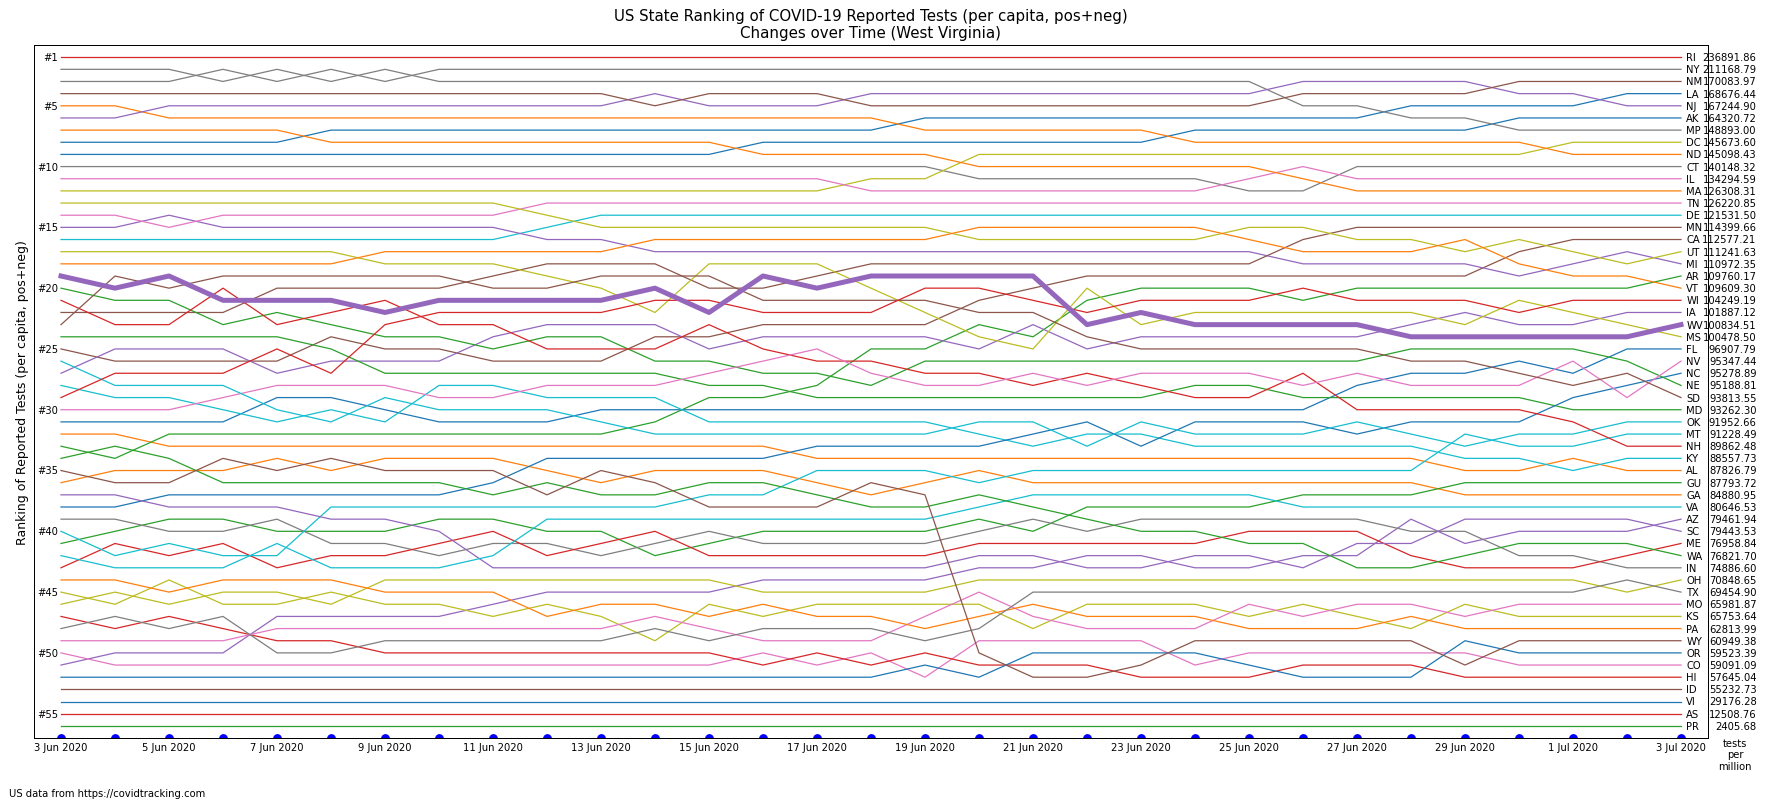 US State Ranking of COVID-19 Reported Tests (per capita, pos+neg)
Changes over Time (West Virginia)
Ranking of Reported Tests (per capita, pos+neg)
#1
#5
#10
#15
#20
#25
#30
#35
#40
#45
#50
#55
RI 236891.86
NY 211168.79
NM 170083.97
LA 168676.44
NJ 167244.90
AK 164320.72
MP 148893.00
DC 145673.60
ND 145098.43
CT 140148.32
IL 134294.59
MA 126308.31
TN 126220.85
DE 121531.50
MN 114399.66
CA 112577.21
UT 111241.63
MI 110972.35
AR 109760.17
VT 109609.30
WI 104249.19
IA 101887.12
WV 100834.51
MS 100478.50
FL 96907.79
NV 95347.44
NC 95278.89
NE 95188.81
SD 93813.55
MD 93262.30
OK 91952.66
MT 91228.49
NH 89862.48
KY 88557.73
AL 87826.79
GU 87793.72
GA 84880.95
VA 80646.53
AZ 79461.94
SC 79443.53
ME 76958.84
WA 76821.70
IN 74886.60
OH 70848.65
TX 69454.90
MO 65981.87
KS 65753.64
PA 62813.99
WY 60949.38
OR 59523.39
CO 59091.09
HI 57645.04
ID 55232.73
VI 29176.28
AS 12508.76
PR 2405.68
3 Jun 2020 5 Jun 2020 7 Jun 2020 9 Jun 2020 11 Jun 2020 13 Jun 2020 15 Jun 2020 17 Jun 2020 19 Jun 2020 21 Jun 2020 23 Jun 2020 25 Jun 2020 27 Jun 2020 29 Jun 2020 1 Jul 2020 3 Jul 2020
tests
per
million
US data from https://covidtracking.com